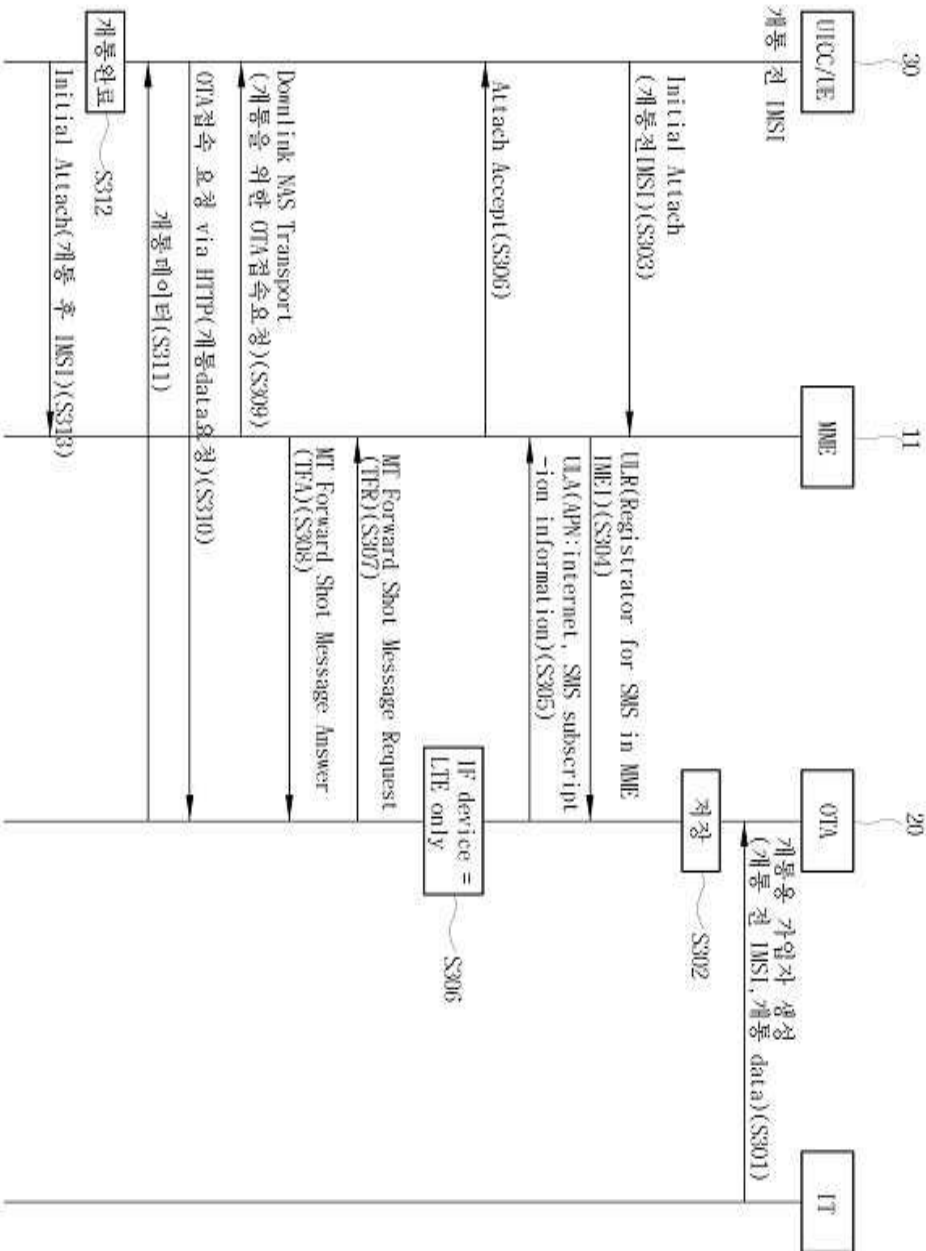 30
11
20
UICC/UE
MME
OTA
IT
개통 전 IMSI
개통용 가입자 생성
(개통 전 IMSI,개통 data)(S301)
저장
S302
Initial Attach
(개통전IMSI)(S303)
ULR(Registrator for SMS in MME
IMEI)(S304)
ULA(APN:internet, SMS subscript
-ion information)(S305)
Attach Accept(S306)
IF device =
LTE only
S306
MT Forward Shot Message Request
(TFR)(S307)
MT Forward Shot Message Answer
(TFA)(S308)
Downlink NAS Transport
(개통을 위한 OTA접속요청)(S309)
OTA접속 요청 via HTTP(개통data요청)(S310)
개통데이터(S311)
개통완료
S312
Initial Attach(개통 후 IMSI)(S313)